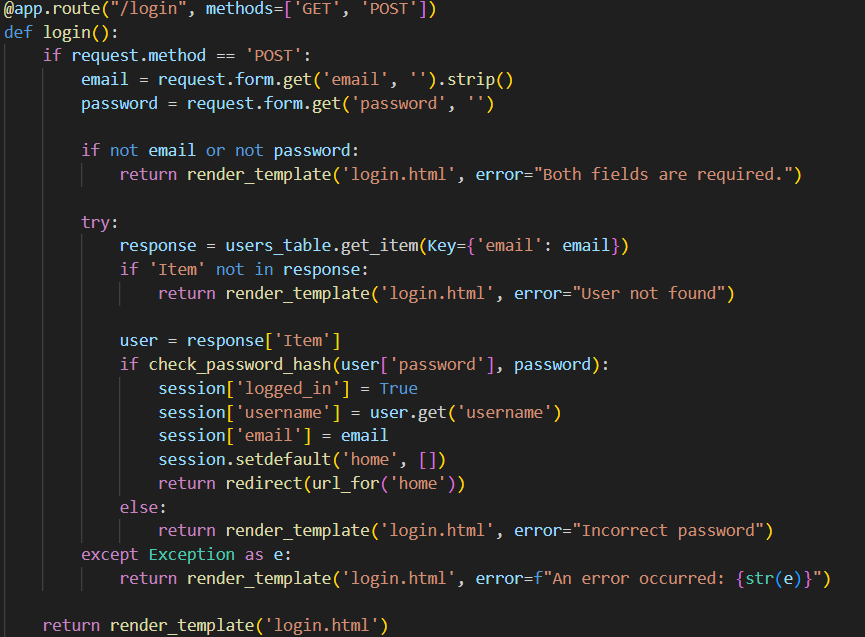 @app.route("/login", methods=['GET', 'POST'])
def login():
    if request.method == 'POST':
        email = request.form.get('email', '').strip()
        password = request.form.get('password', '')

        if not email or not password:
            return render_template('login.html', error="Both fields are required.")

        try:
            response = users_table.get_item(Key={'email': email})
            if 'Item' not in response:
                return render_template('login.html', error="User not found")

            user = response['Item']
            if check_password_hash(user['password'], password):
                session['logged_in'] = True
                session['username'] = user.get('username')
                session['email'] = email
                session.setdefault('home', [])
                return redirect(url_for('home'))
            else:
                return render_template('login.html', error="Incorrect password")
        except Exception as e:
            return render_template('login.html', error=f"An error occurred: {str(e)}")

    return render_template('login.html')